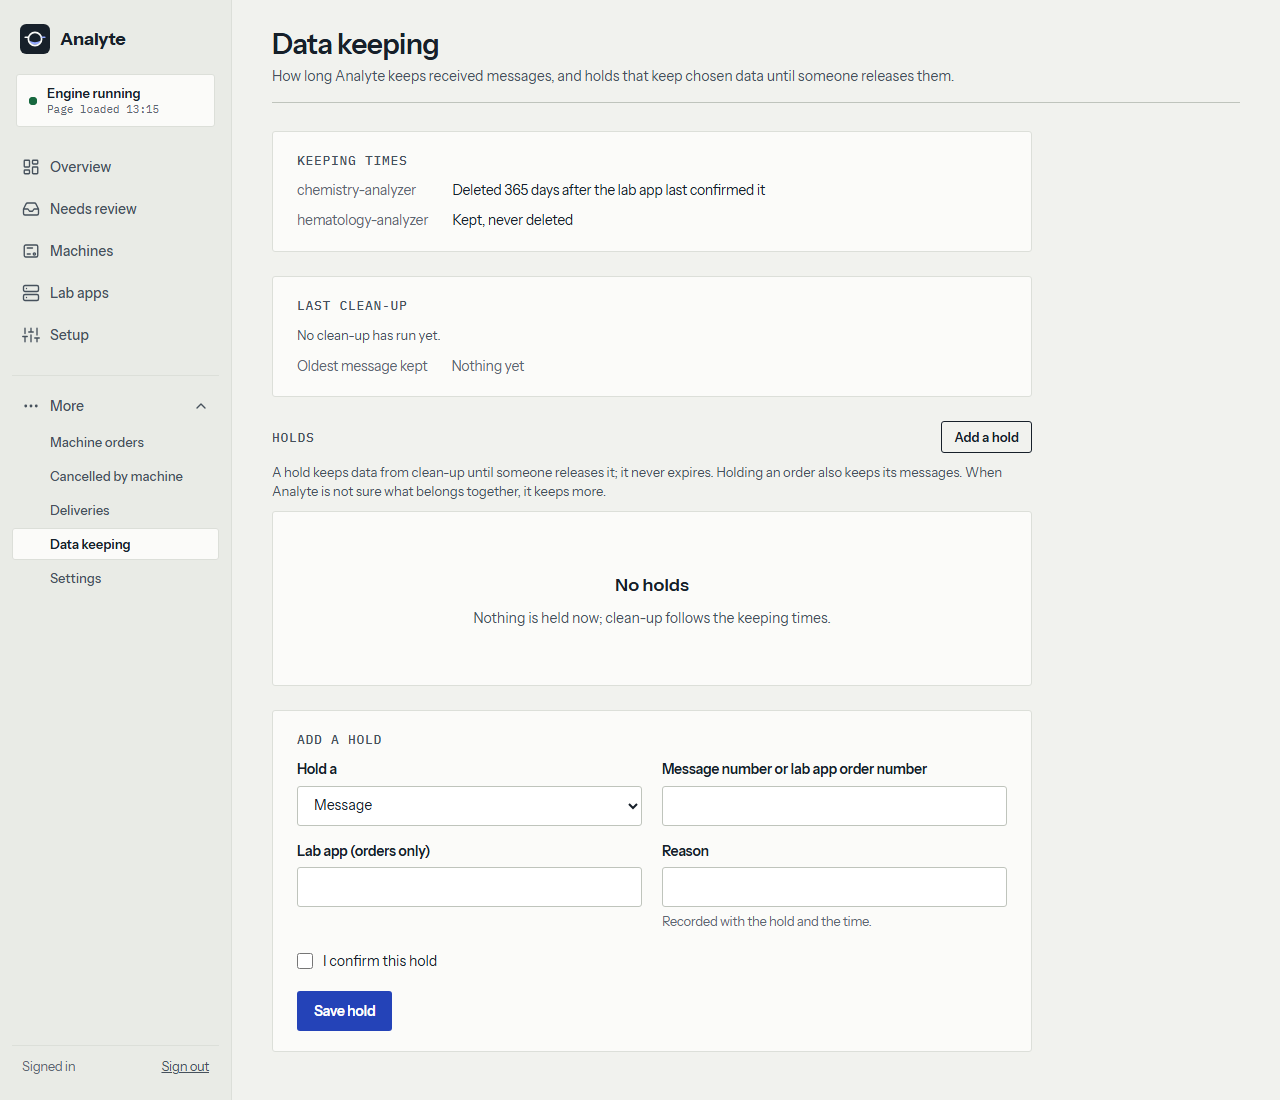 Analyte
Engine running
Page loaded 13:15
Overview
Needs review
Machines
Lab apps
Setup
More
Machine orders
Cancelled by machine
Deliveries
Data keeping
Settings
Signed in
Sign out
Data keeping
How long Analyte keeps received messages, and holds that keep chosen data until someone releases them.
KEEPING TIMES
chemistry-analyzer Deleted 365 days after the lab app last confirmed it
hematology-analyzer Kept, never deleted
LAST CLEAN-UP
No clean-up has run yet.
Oldest message kept Nothing yet
HOLDS
Add a hold
A hold keeps data from clean-up until someone releases it; it never expires. Holding an order also keeps its messages. When
Analyte is not sure what belongs together, it keeps more.
No holds
Nothing is held now; clean-up follows the keeping times.
ADD A HOLD
Hold a
Message
Message number or lab app order number
Lab app (orders only)
Reason
Recorded with the hold and the time.
I confirm this hold
Save hold